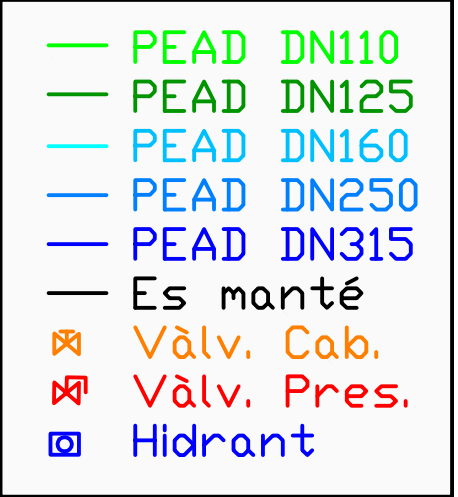 PEAD DN110
PEAD DN125
PEAD DN160
PEAD DN250
PEAD DN315
Es manté
Vàlv. Cab.
Vàlv. Pres.
Hidrant